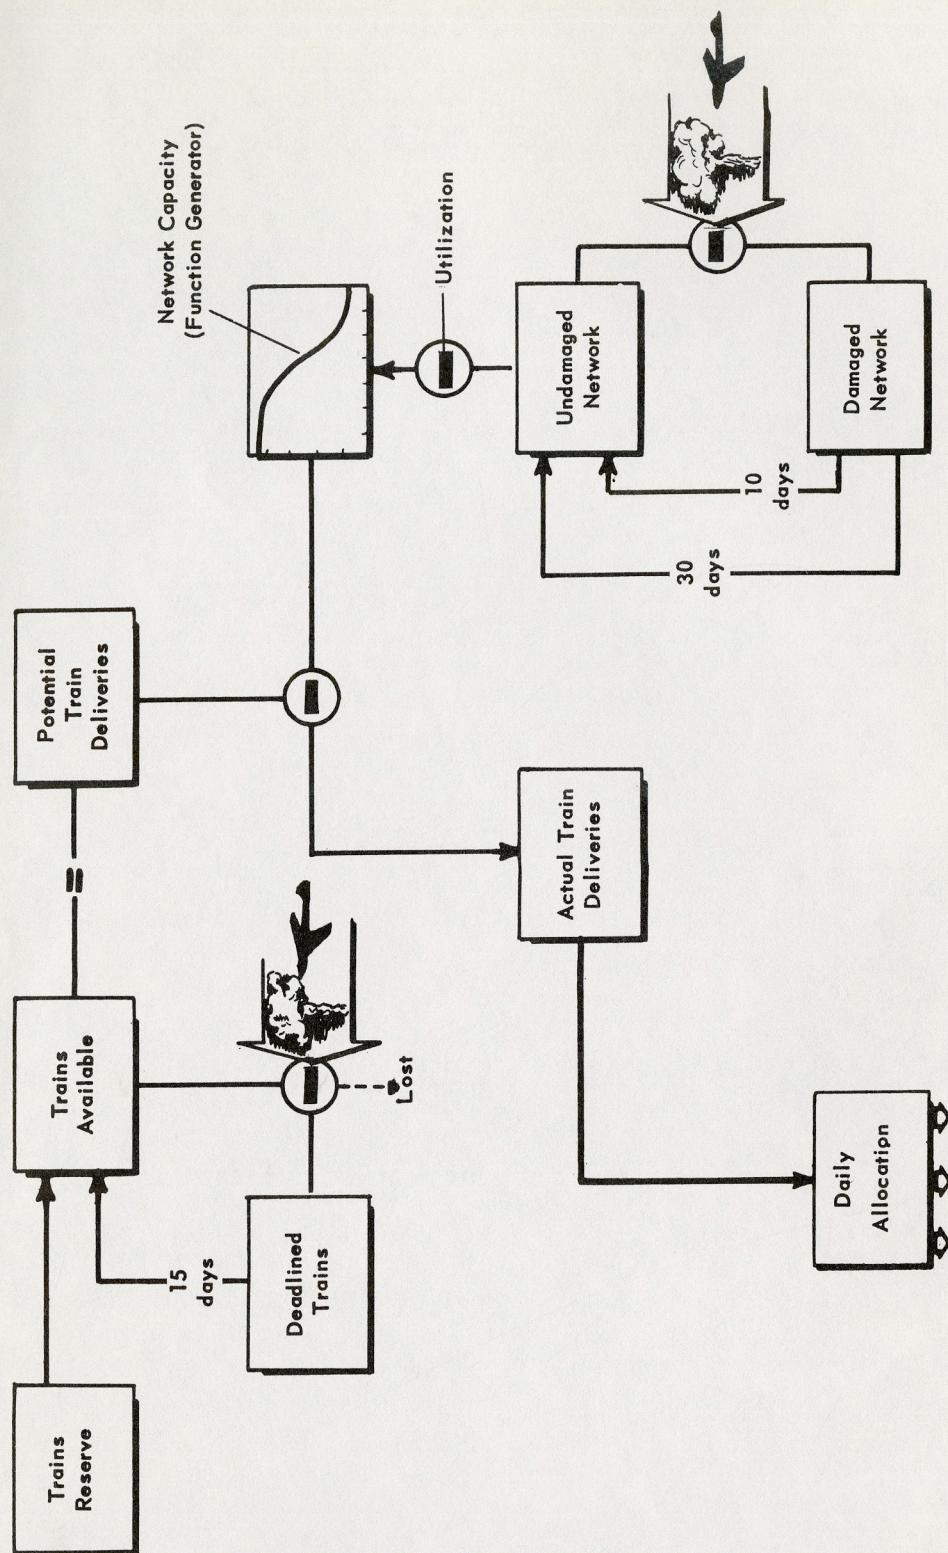 Trains
Reserve
Trains
Available
Potential
Train
Deliveries
Network Capacity
(Function Generator)
15
days
Deadlined
Trains
Lost
Utilization
Actual Train
Deliveries
30
days
10
days
Undamaged
Network
Daily
Allocation
Damaged
Network